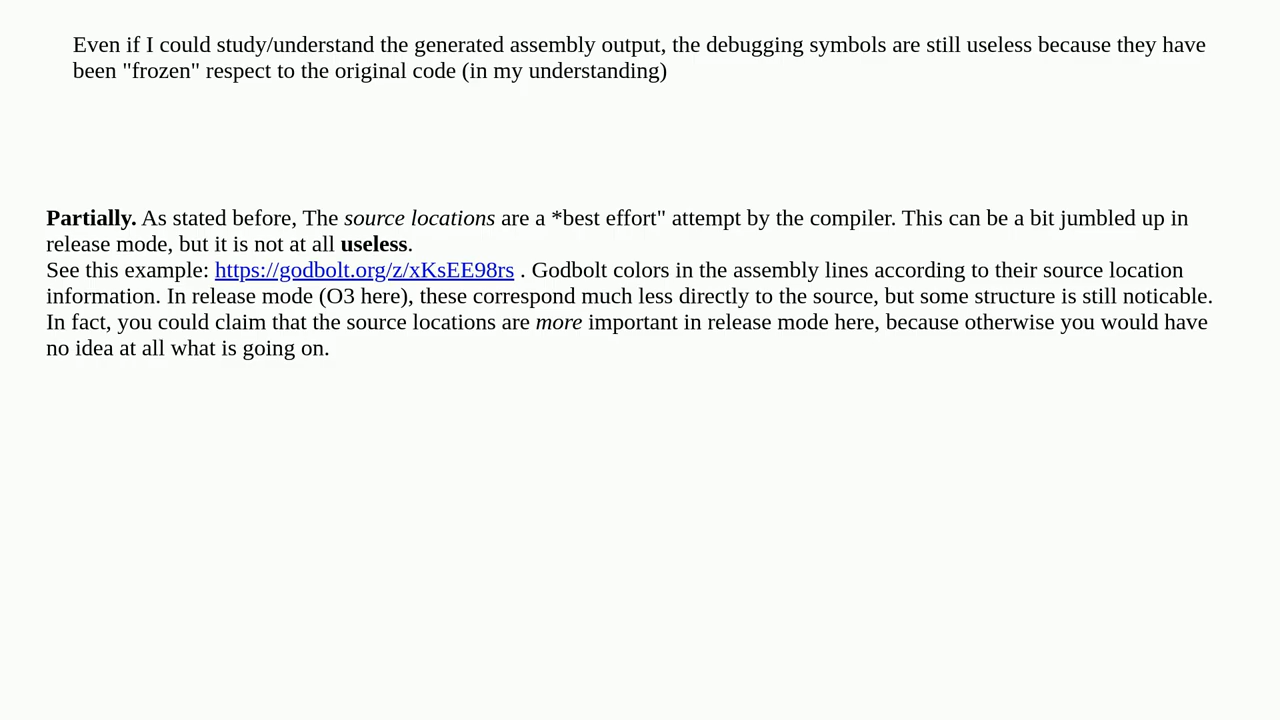 Even if I could study/understand the generated assembly output, the debugging symbols are still useless because they have
been "frozen" respect to the original code (in my understanding)
Partially. As stated before, The source locations are a *best effort" attempt by the compiler. This can be a bit jumbled up in
release mode, but it is not at all useless.
See this example: https://godbolt.org/z/xKsEE98rs . Godbolt colors in the assembly lines according to their source location
information. In release mode (O3 here), these correspond much less directly to the source, but some structure is still noticable.
In fact, you could claim that the source locations are more important in release mode here, because otherwise you would have
no idea at all what is going on.